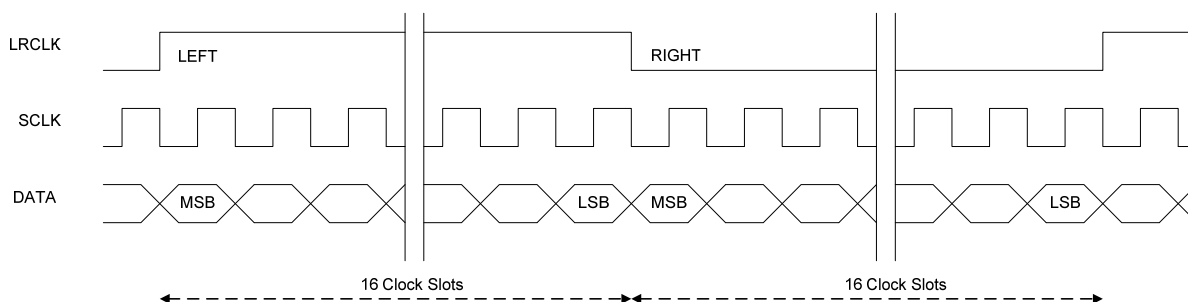 LRCLK
LEFT
RIGHT
SCLK
DATA
MSB
LSB
MSB
LSB
16 Clock Slots
16 Clock Slots